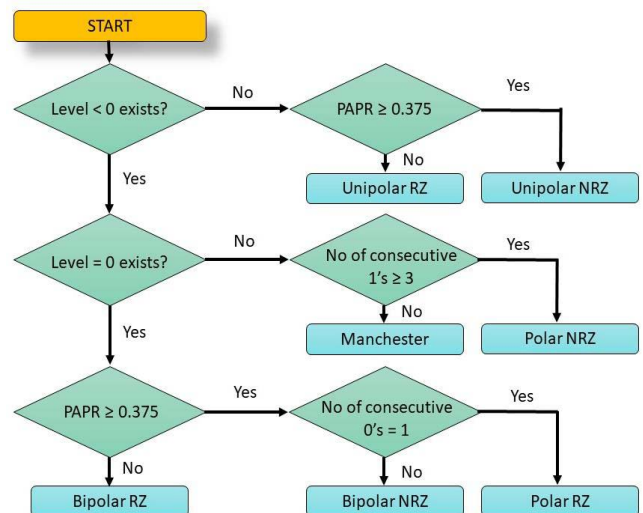 START
Level < 0 exists?
No
PAPR ≥ 0.375
Yes
No
Unipolar RZ
Unipolar NRZ
Yes
Level = 0 exists?
No
No of consecutive
1's ≥ 3
Yes
No
Manchester
Polar NRZ
Yes
PAPR ≥ 0.375
Yes
No of consecutive
0's = 1
Yes
No
No
Bipolar RZ
Bipolar NRZ
Polar RZ